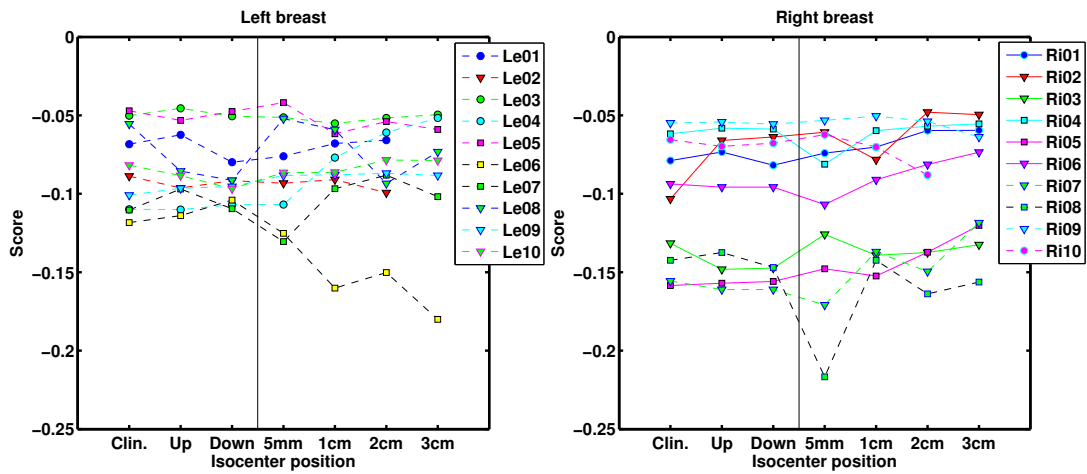 Left breast
0
−0.05
−0.1
−0.15
−0.2
−0.25
Score
Clin. Up Down 5mm 1cm 2cm 3cm
Isocenter position
Le01
Le02
Le03
Le04
Le05
Le06
Le07
Le08
Le09
Le10
Right breast
0
−0.05
−0.1
−0.15
−0.2
−0.25
Score
Clin. Up Down 5mm 1cm 2cm 3cm
Isocenter position
Ri01
Ri02
Ri03
Ri04
Ri05
Ri06
Ri07
Ri08
Ri09
Ri10